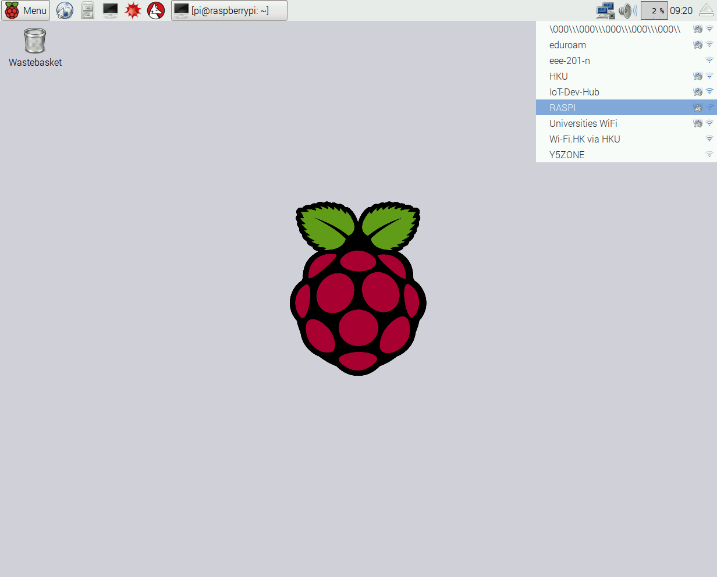 Menu
[pi@raspberrypi: ~]
2 %
09:20
Wastebasket
\000\\\000\\\000\\\000\\\000\\
eduroam
eee-201-n
HKU
IoT-Dev-Hub
RASPI
Universities WiFi
Wi-Fi.HK via HKU
Y5ZONE